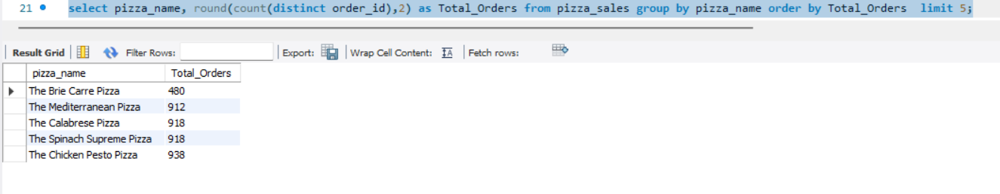 21 select pizza_name, round(count(distinct order_id),2) as Total_Orders from pizza_sales group by pizza_name order by Total_Orders  limit 5;
Result Grid Filter Rows: Export: Wrap Cell Content: IA Fetch rows:
pizza_name Total_Orders
The Brie Carre Pizza 480
The Mediterranean Pizza 912
The Calabrese Pizza 918
The Spinach Supreme Pizza 918
The Chicken Pesto Pizza 938